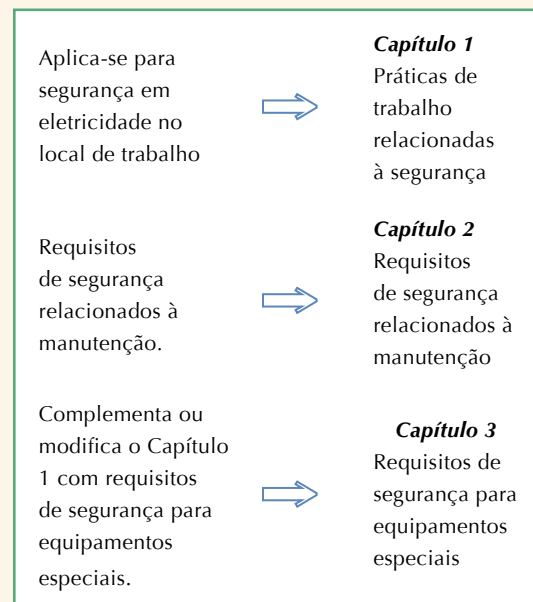 Aplica-se para
segurança em
eletricidade no
local de trabalho
Capítulo 1
Práticas de
trabalho
relacionadas
à segurança
Requisitos
de segurança
relacionados à
manutenção.
Capítulo 2
Requisitos
de segurança
relacionados à
manutenção
Complementa ou
modifica o Capítulo
1 com requisitos
de segurança para
equipamentos
especiais.
Capítulo 3
Requisitos de
segurança para
equipamentos
especiais